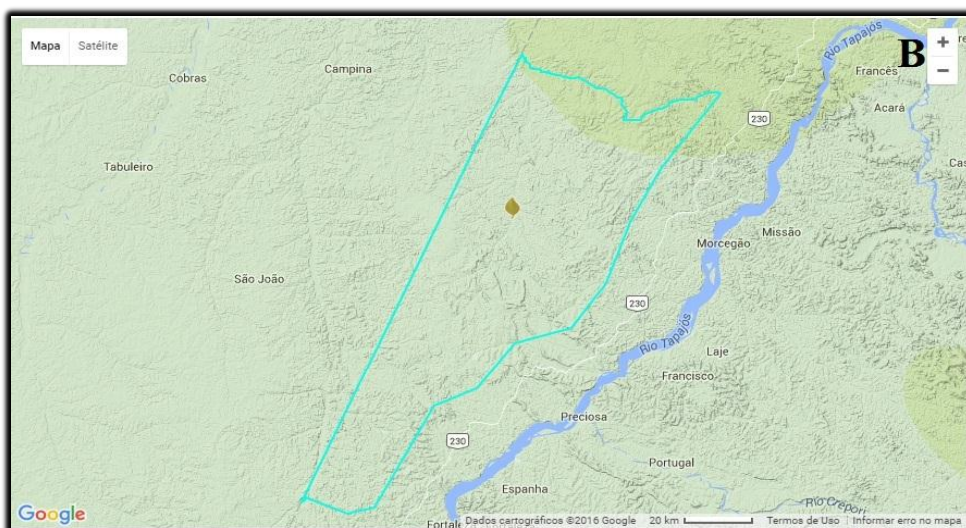 Mapa Satélite
B
+
−
Rio Tapajós
Francês
Campina
Cobras
Acará
230
Tabuleiro
Missão
Morcegão
São João
230
Rio Tapajós
Laje
Francisco
Preciosa
230
Portugal
Espanha
Rio Crepori
Google
Dados cartográficos ©2016 Google 20 km Termos de Uso Informar erro no mapa